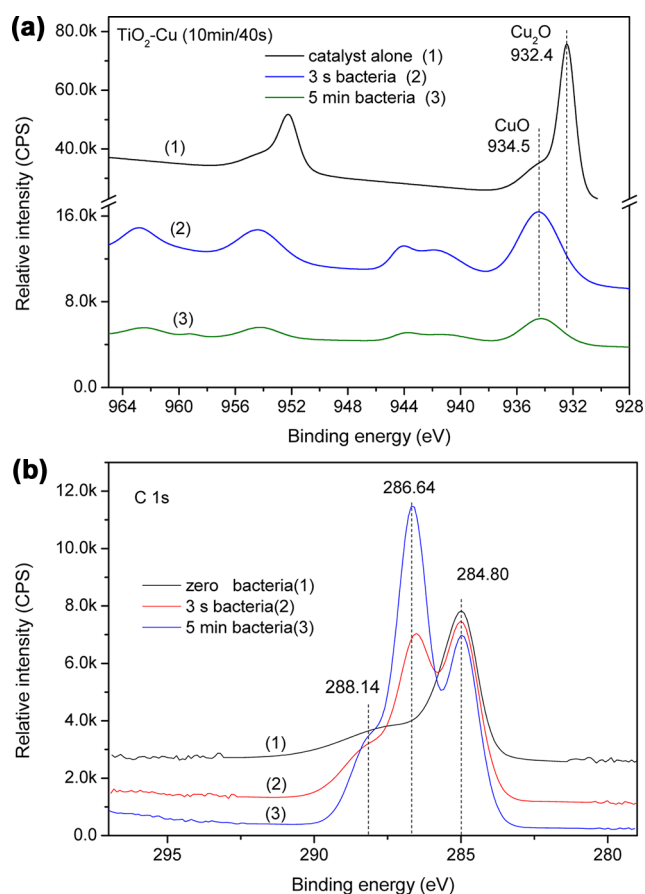 (a)
TiO₂-Cu (10min/40s)
catalyst alone (1)
3 s bacteria (2)
5 min bacteria (3)
Cu₂O
932.4
CuO
934.5
(1)
(2)
(3)
80.0k
60.0k
40.0k
16.0k
8.0k
0.0
Relative intensity (CPS)
964 960 956 952 948 944 940 936 932 928
Binding energy (eV)
(b)
C 1s
zero bacteria(1)
3 s bacteria(2)
5 min bacteria(3)
286.64
284.80
288.14
(1)
(2)
(3)
12.0k
10.0k
8.0k
6.0k
4.0k
2.0k
0.0
Relative intensity (CPS)
295 290 285 280
Binding energy (eV)